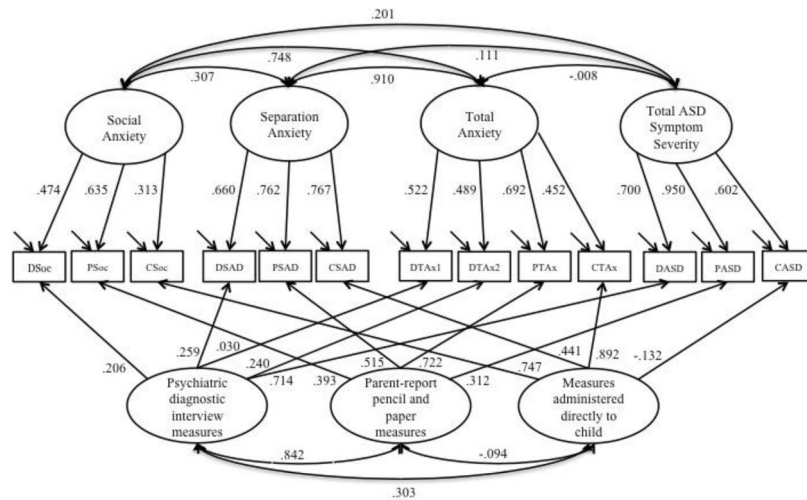 .201
.748
.111
.307
.910
-.008
Social
Anxiety
Separation
Anxiety
Total
Anxiety
Total ASD
Symptom
Severity
.474
.635
.313
.660
.762
.767
.522
.489
.692
.452
.700
.950
.602
DSoc
PSoc
CSoc
DSAD
PSAD
CSAD
DTAx1
DTAx2
PTAx
CTAx
DASD
PASD
CASD
.206
.259
.030
.240
.714
.393
.515
.722
.312
.747
.441
.892
-.132
Psychiatric
diagnostic
interview
measures
Parent-report
pencil and
paper
measures
Measures
administered
directly to
child
.842
-.094
.303